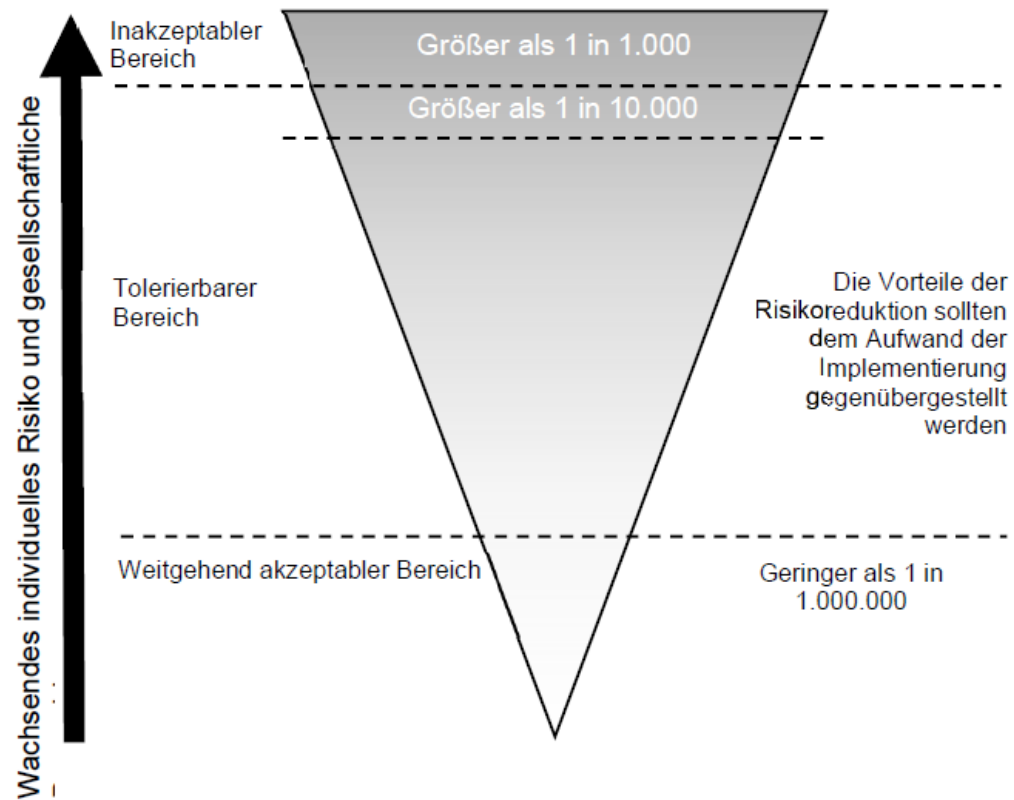 Inakzeptabler
Bereich
Größer als 1 in 1.000
Größer als 1 in 10.000
Wachsendes individuelles Risiko und gesellschaftliche
Tolerierbarer
Bereich
Die Vorteile der
Risikoreduktion sollten
dem Aufwand der
Implementierung
gegenübergestellt
werden
Weitgehend akzeptabler Bereich
Geringer als 1 in
1.000.000